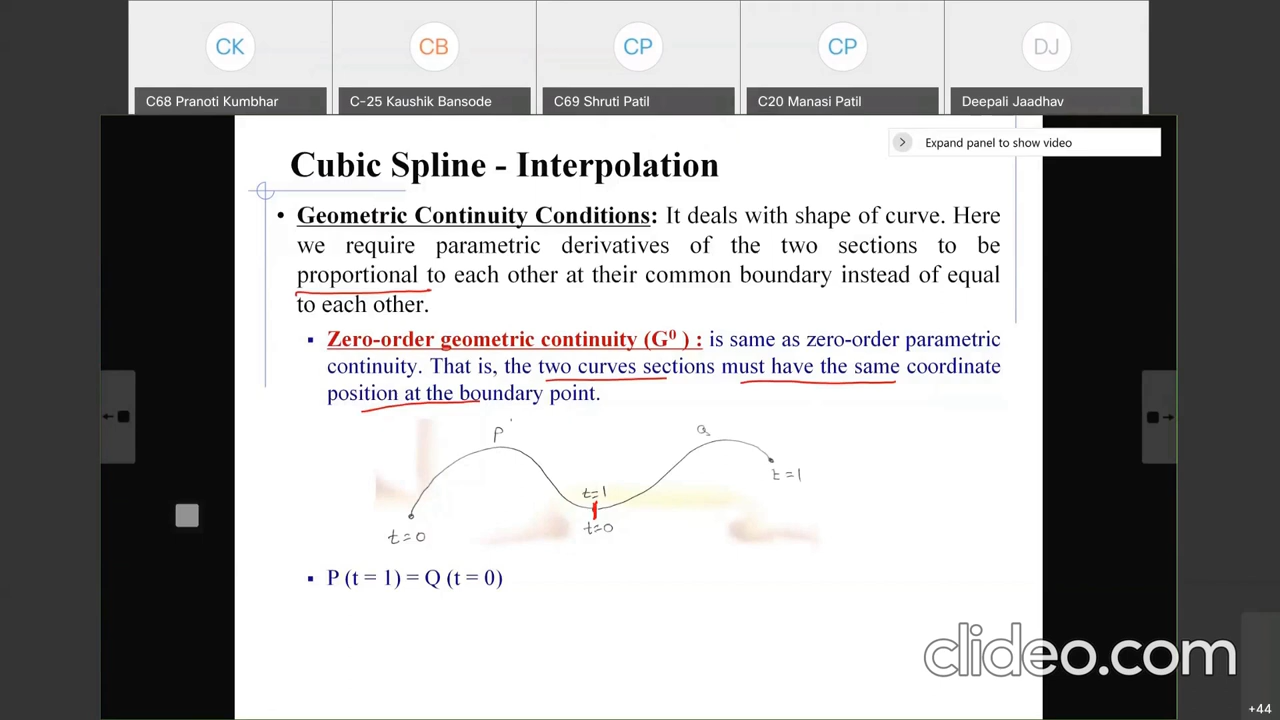 CK
CB
CP
CP
DJ
C68 Pranoti Kumbhar
C-25 Kaushik Bansode
C69 Shruti Patil
C20 Manasi Patil
Deepali Jaadhav
Expand panel to show video
Cubic Spline - Interpolation
• Geometric Continuity Conditions: It deals with shape of curve. Here
we require parametric derivatives of the two sections to be
proportional to each other at their common boundary instead of equal
to each other.
▪ Zero-order geometric continuity (G⁰ ) : is same as zero-order parametric
continuity. That is, the two curves sections must have the same coordinate
position at the boundary point.
P
Q
t=1
t=1
t=0
t=0
▪ P (t = 1) = Q (t = 0)
clideo.com
+44